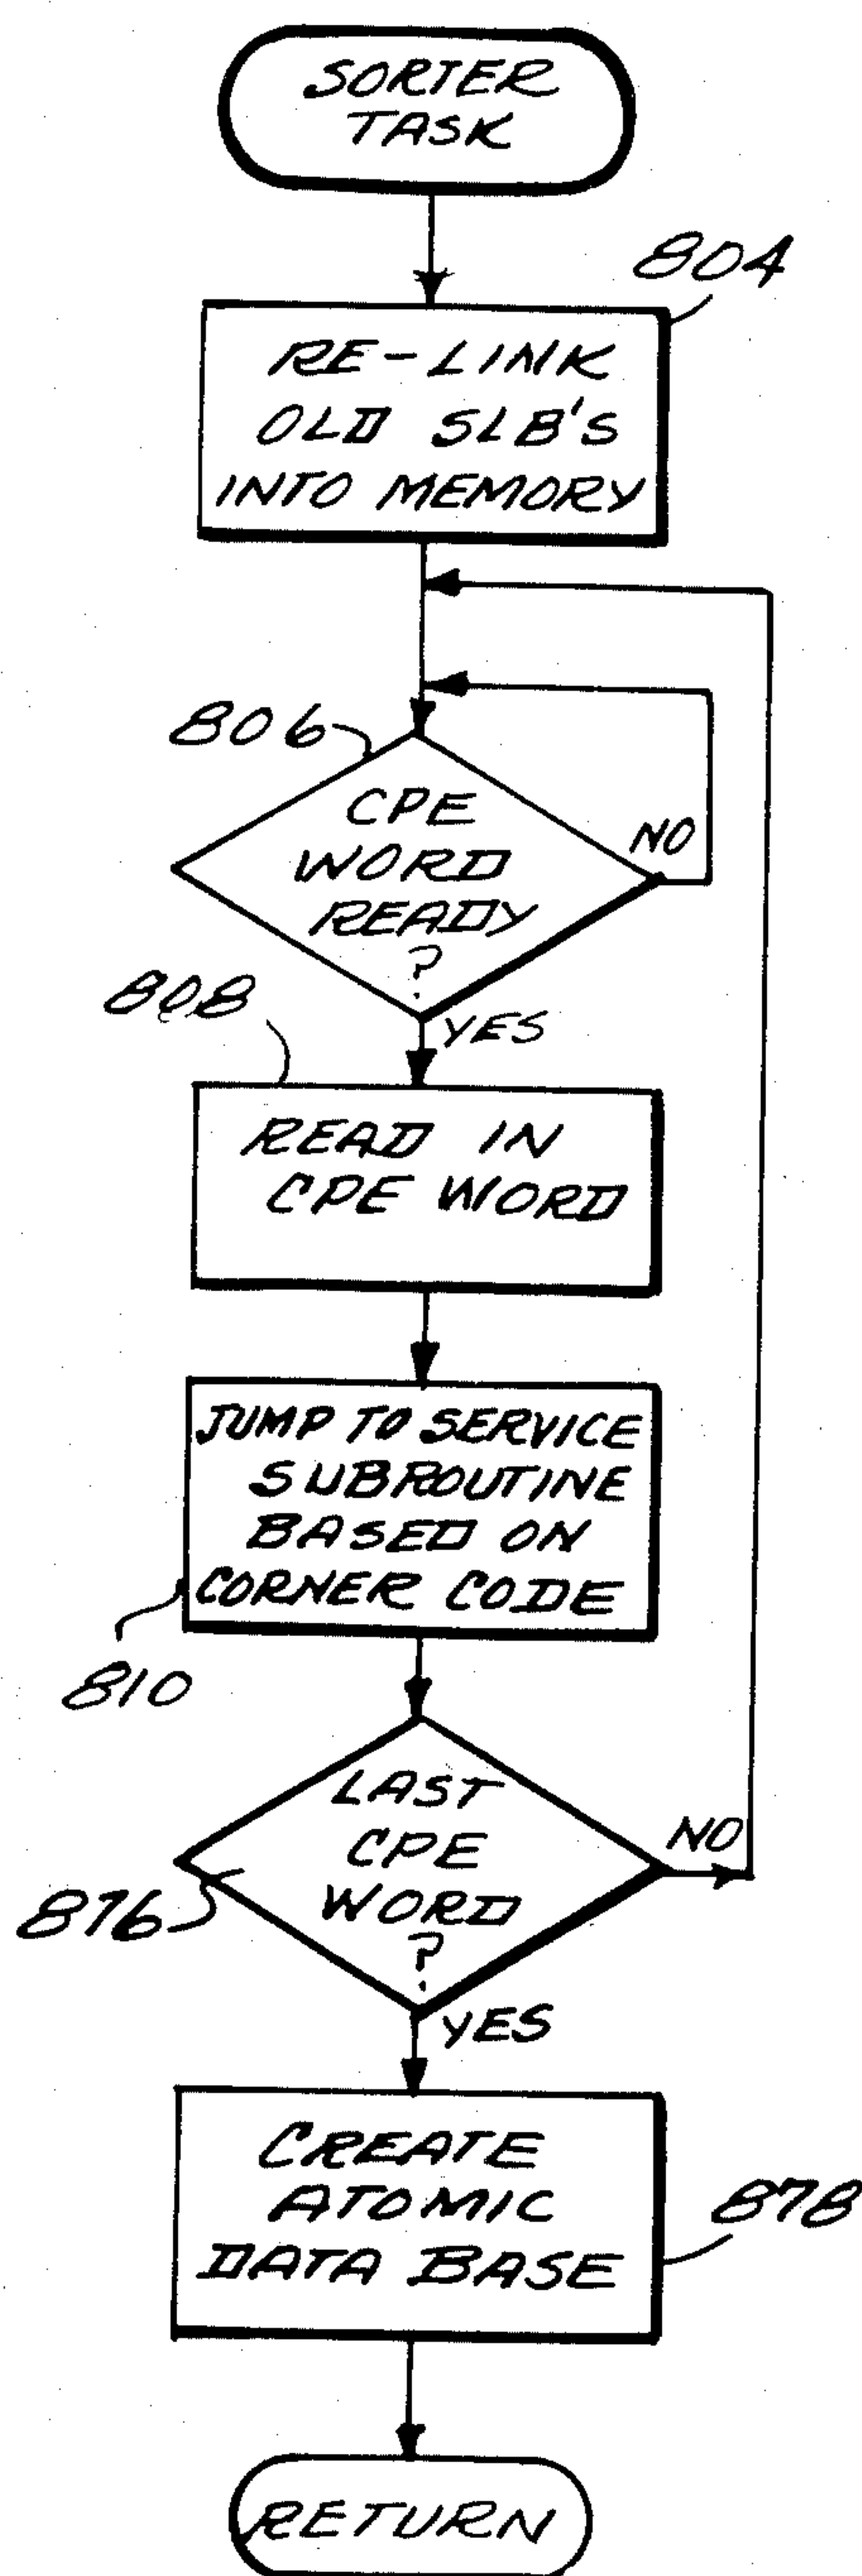 SORTER
TASK
804
RE-LINK
OLD SLB'S
INTO MEMORY
806
CPE
WORD
READY
?
NO
808
YES
READ IN
CPE WORD
JUMP TO SERVICE
SUBROUTINE
BASED ON
CORNER CODE
810
LAST
CPE
WORD
?
NO
876
YES
CREATE
ATOMIC
DATA BASE
878
RETURN